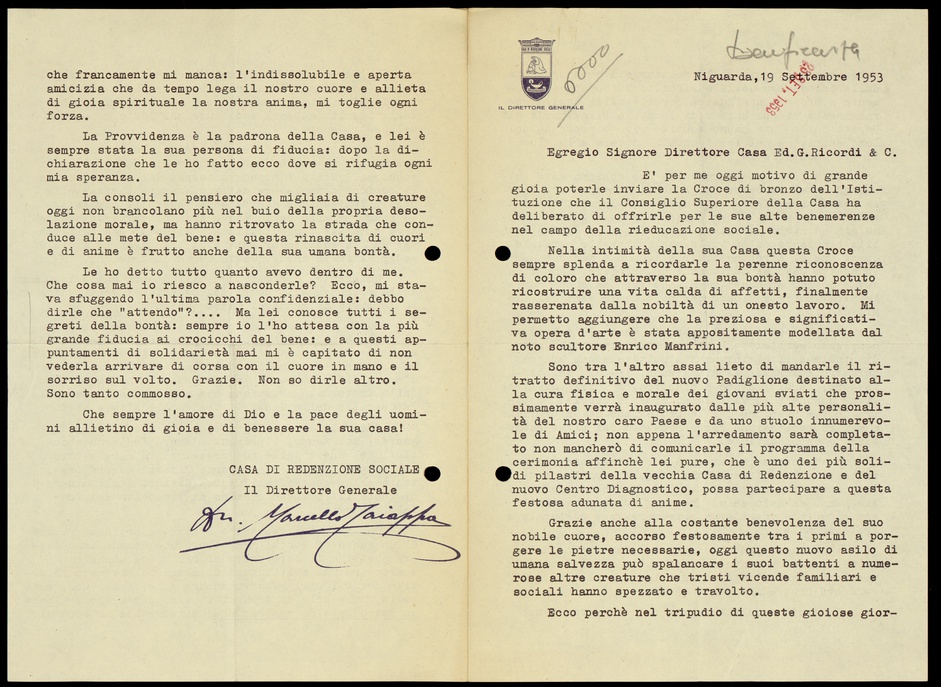 che francamente mi manca: l'indissolubile e aperta
amicizia che da tempo lega il nostro cuore e allieta
di gioia spirituale la nostra anima, mi toglie ogni
forza.
La Provvidenza è la padrona della Casa, e lei è
sempre stata la sua persona di fiducia: dopo la di-
chiarazione che le ho fatto ecco dove si rifugia ogni
mia speranza.
La consoli il pensiero che migliaia di creature
oggi non brancolano più nel buio della propria deso-
lazione morale, ma hanno ritrovato la strada che con-
duce alle mete del bene: e questa rinascita di cuori
e di anime è frutto anche della sua umana bontà.
Le ho detto tutto quanto avevo dentro di me.
Che cosa mai io riesco a nasconderle? Ecco, mi sta-
va sfuggendo l'ultima parola confidenziale: debbo
dirle che "attendo"?.... Ma lei conosce tutti i se-
greti della bontà: sempre io l'ho attesa con la più
grande fiducia ai crocicchi del bene: e a questi ap-
puntamenti di solidarietà mai mi è capitato di non
vederla arrivare di corsa con il cuore in mano e il
sorriso sul volto. Grazie. Non so dirle altro.
Sono tanto commosso.
Che sempre l'amore di Dio e la pace degli uomi-
ni allietino di gioia e di benessere la sua casa!
CASA DI REDENZIONE SOCIALE
Il Direttore Generale
Dr. Marcello
IL DIRETTORE GENERALE
Niguarda, 19 Settembre 1953
Egregio Signore Direttore Casa Ed.G.Ricordi & C.
E' per me oggi motivo di grande
gioia poterle inviare la Croce di bronzo dell'Isti-
tuzione che il Consiglio Superiore della Casa ha
deliberato di offrirle per le sue alte benemerenze
nel campo della rieducazione sociale.
Nella intimità della sua Casa questa Croce
sempre splenda a ricordarle la perenne riconoscenza
di coloro che attraverso la sua bontà hanno potuto
ricostruire una vita calda di affetti, finalmente
rasserenata dalla nobiltà di un onesto lavoro. Mi
permetto aggiungere che la preziosa e significati-
va opera d'arte è stata appositamente modellata dal
noto scultore Enrico Manfrini.
Sono tra l'altro assai lieto di mandarle il ri-
tratto definitivo del nuovo Padiglione destinato al-
la cura fisica e morale dei giovani sviati che pros-
simamente verrà inaugurato dalle più alte personali-
tà del nostro caro Paese e da uno stuolo innumerevo-
le di Amici; non appena l'arredamento sarà completa-
to non mancherò di comunicarle il programma della
cerimonia affinchè lei pure, che è uno dei più soli-
di pilastri della vecchia Casa di Redenzione e del
nuovo Centro Diagnostico, possa partecipare a questa
festosa adunata di anime.
Grazie anche alla costante benevolenza del suo
nobile cuore, accorso festosamente tra i primi a por-
gere le pietre necessarie, oggi questo nuovo asilo di
umana salvezza può spalancare i suoi battenti a nume-
rose altre creature che tristi vicende familiari e
sociali hanno spezzato e travolto.
Ecco perchè nel tripudio di queste gioiose gior-